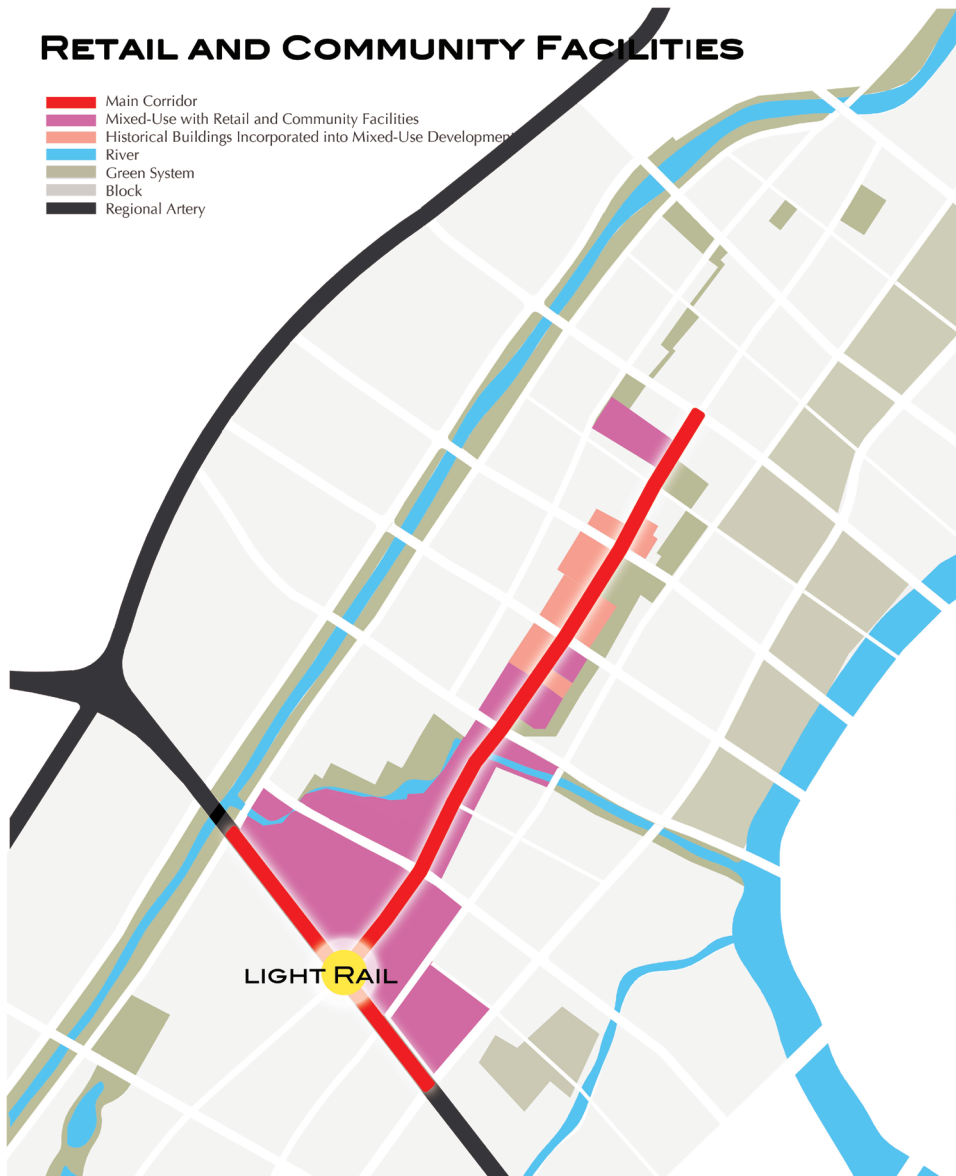 Retail and Community Facilities
Main Corridor
Mixed-Use with Retail and Community Facilities
Historical Buildings Incorporated into Mixed-Use Development
River
Green System
Block
Regional Artery
Light Rail